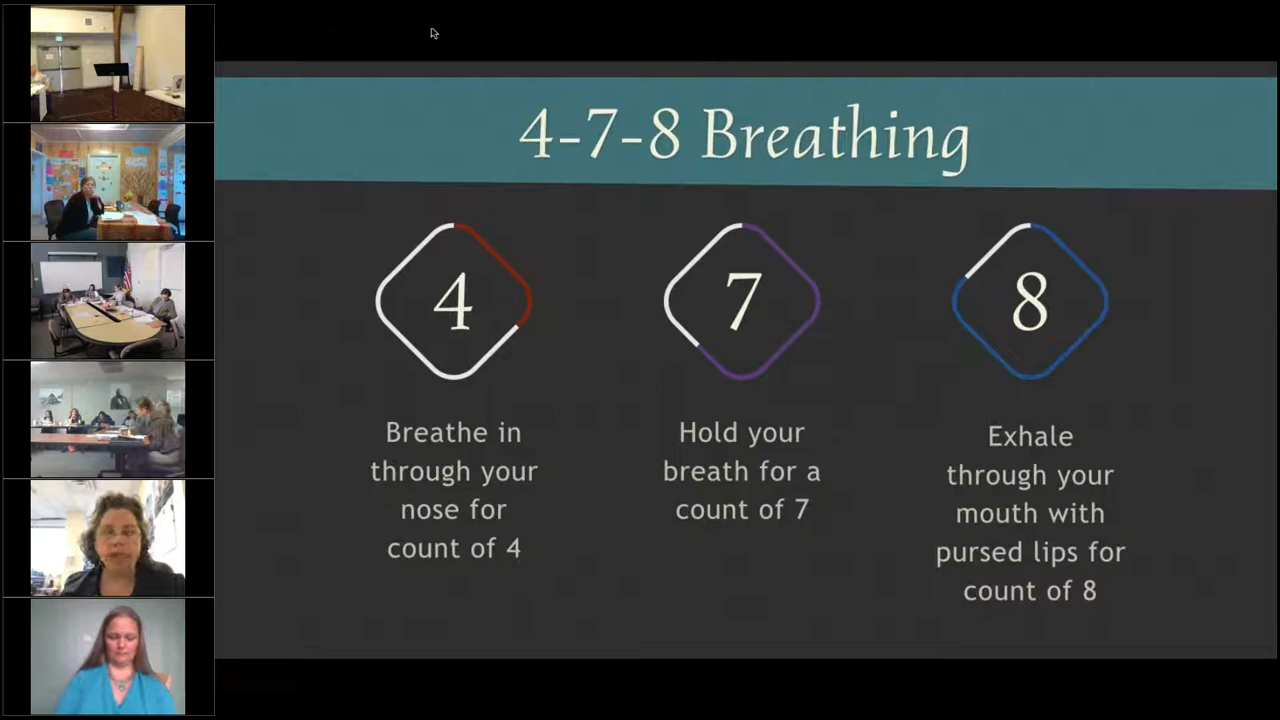 4-7-8 Breathing
4
7
8
Breathe in
through your
nose for
count of 4
Hold your
breath for a
count of 7
Exhale
through your
mouth with
pursed lips for
count of 8